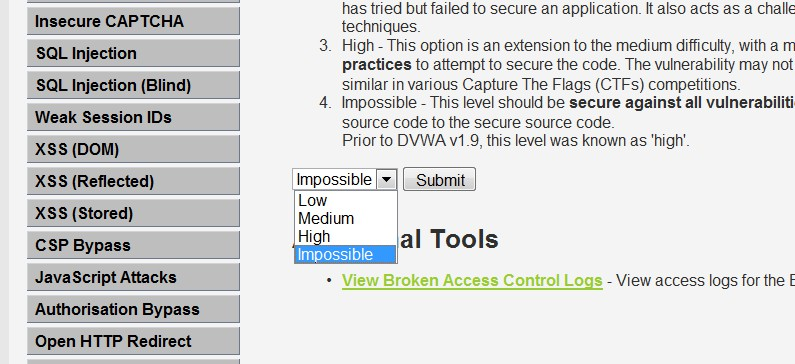 Insecure CAPTCHA
SQL Injection
SQL Injection (Blind)
Weak Session IDs
XSS (DOM)
XSS (Reflected)
XSS (Stored)
CSP Bypass
JavaScript Attacks
Authorisation Bypass
Open HTTP Redirect
has tried but failed to secure an application. It also acts as a challe
techniques.
3. High - This option is an extension to the medium difficulty, with a m
practices to attempt to secure the code. The vulnerability may not
similar in various Capture The Flags (CTFs) competitions.
4. Impossible - This level should be secure against all vulnerabiliti
source code to the secure source code.
Prior to DVWA v1.9, this level was known as 'high'.
Impossible Submit
Low
Medium
High
Impossible
al Tools
• View Broken Access Control Logs - View access logs for the B